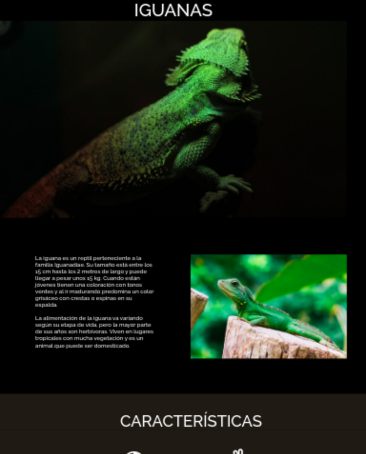 IGUANAS
La iguana es un reptil perteneciente a la
familia Iguanadiae. Su tamaño está entre los
15 cm hasta los 2 metros de largo y puede
llegar a pesar unos 15 kg. Cuando están
jóvenes tienen una coloración con tonos
verdes y al ir madurando predomina un color
grisáceo con crestas o espinas en su
espalda.
La alimentación de la iguana va variando
según su etapa de vida, pero la mayor parte
de sus años son herbívoras. Viven en lugares
tropicales con mucha vegetación y es un
animal que puede ser domesticado.
CARACTERÍSTICAS